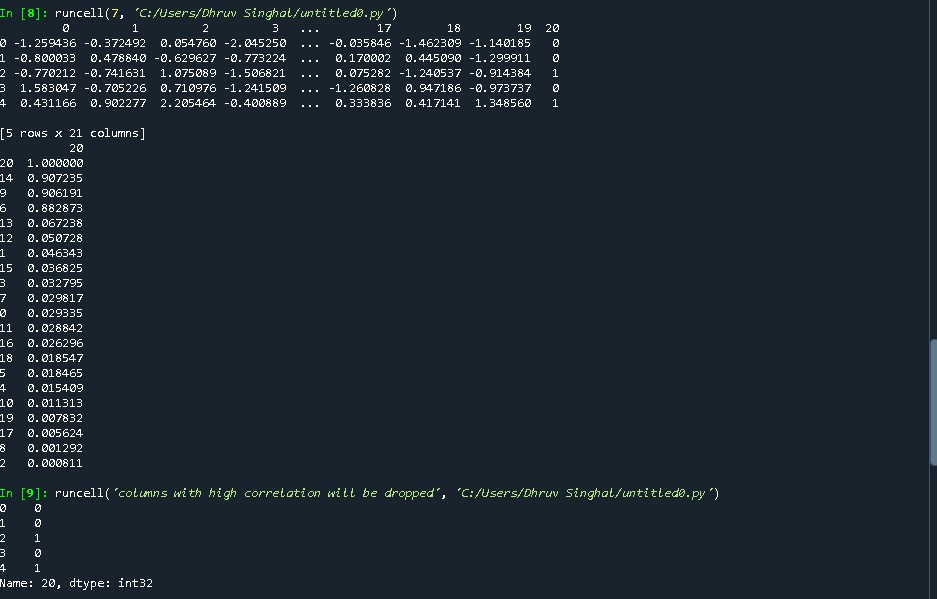 In [8]: runcell(7, 'C:/Users/Dhruv Singhal/untitled0.py')
0 1 2 3 ... 17 18 19 20
0 -1.259436 -0.372492 0.054760 -2.045250 ... -0.035846 -1.462309 -1.140185 0
1 -0.800033 0.478840 -0.629627 -0.773224 ... 0.170002 0.445090 -1.299911 0
2 -0.770212 -0.741631 1.075089 -1.506821 ... 0.075282 -1.240537 -0.914384 1
3 1.583047 -0.705226 0.710976 -1.241509 ... -1.260828 0.947186 -0.973737 0
4 0.431166 0.902277 2.205464 -0.400889 ... 0.333836 0.417141 1.348560 1
[5 rows x 21 columns]
20
20 1.000000
14 0.907235
9 0.906191
6 0.882873
13 0.067238
12 0.050728
1 0.046343
15 0.036825
3 0.032795
7 0.029817
0 0.029335
11 0.028842
16 0.026296
18 0.018547
5 0.018465
4 0.015409
10 0.011313
19 0.007832
17 0.005624
8 0.001292
2 0.000811
In [9]: runcell('columns with high correlation will be dropped', 'C:/Users/Dhruv Singhal/untitled0.py')
0 0
1 0
2 1
3 0
4 1
Name: 20, dtype: int32